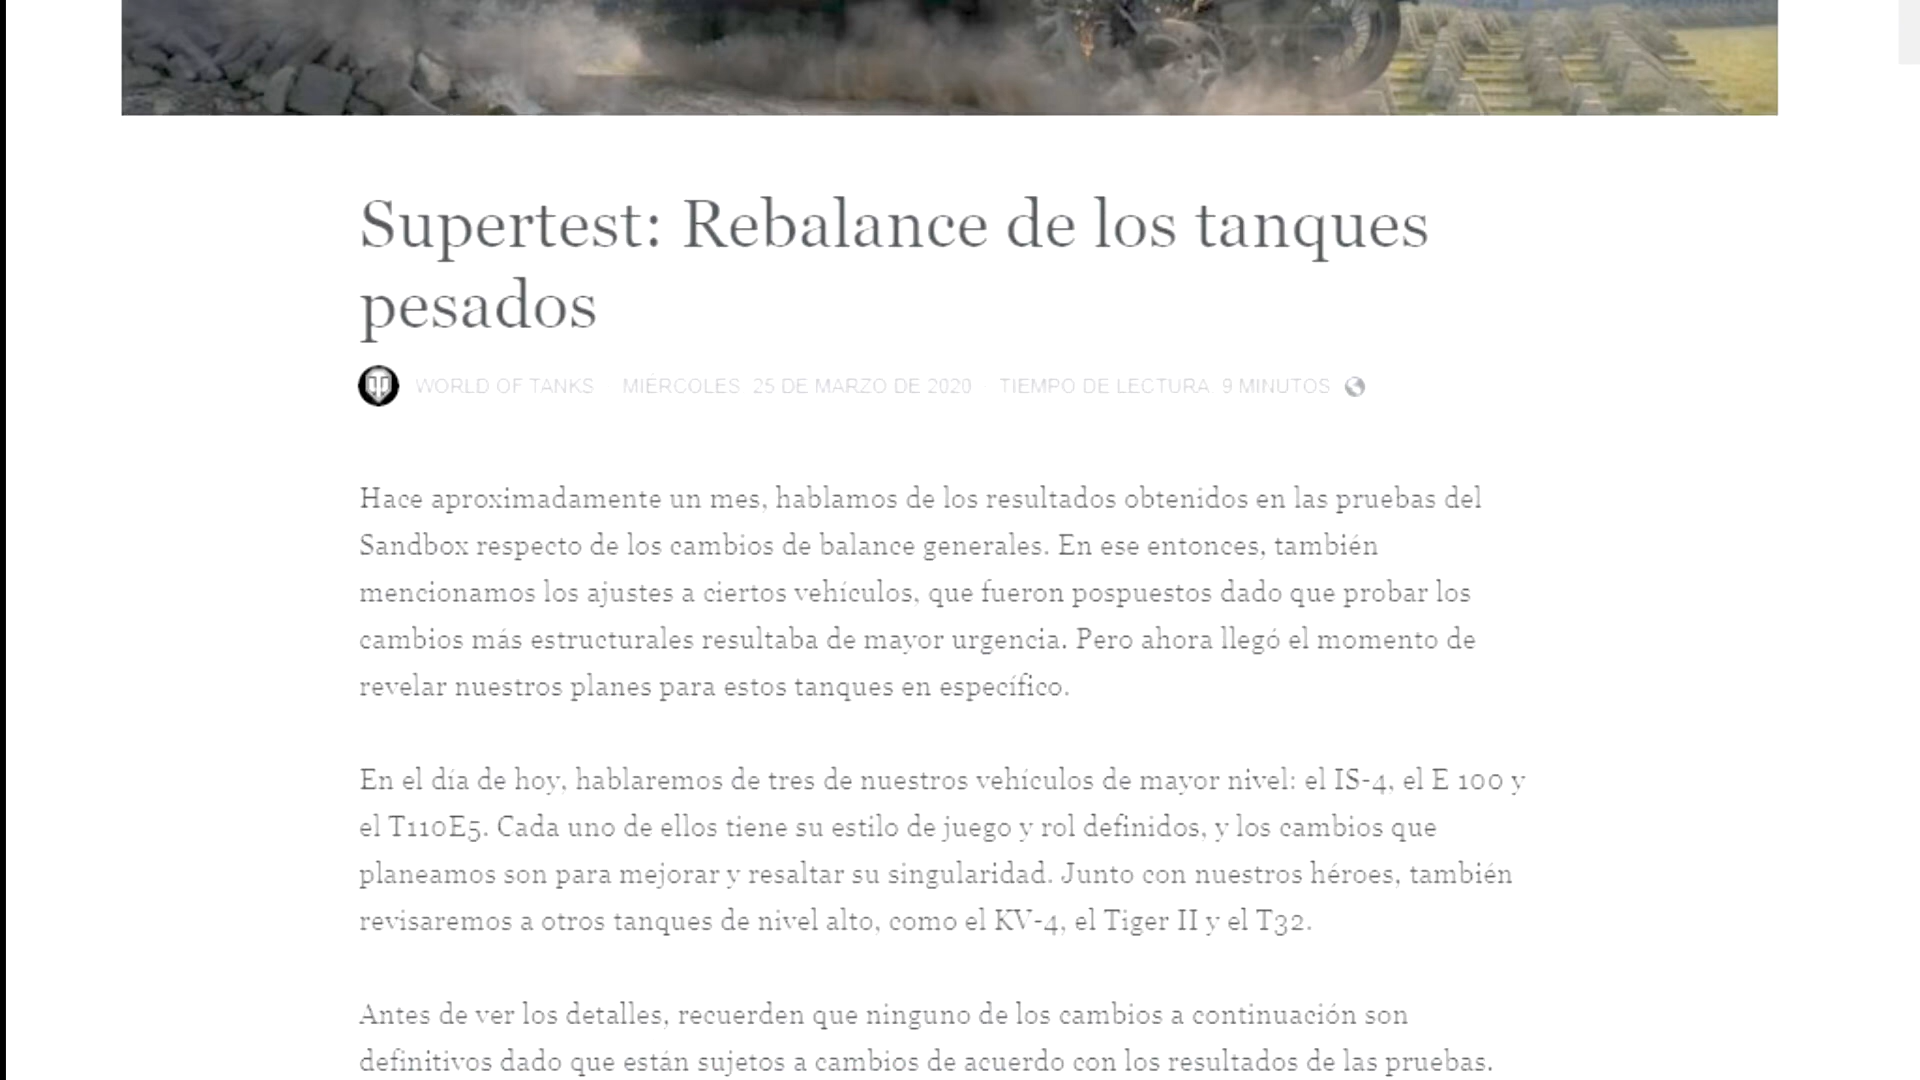 Supertest: Rebalance de los tanques
pesados
WORLD OF TANKS MIÉRCOLES, 25 DE MARZO DE 2020 TIEMPO DE LECTURA: 9 MINUTOS
Hace aproximadamente un mes, hablamos de los resultados obtenidos en las pruebas del
Sandbox respecto de los cambios de balance generales. En ese entonces, también
mencionamos los ajustes a ciertos vehículos, que fueron pospuestos dado que probar los
cambios más estructurales resultaba de mayor urgencia. Pero ahora llegó el momento de
revelar nuestros planes para estos tanques en específico.
En el día de hoy, hablaremos de tres de nuestros vehículos de mayor nivel: el IS-4, el E 100 y
el T110E5. Cada uno de ellos tiene su estilo de juego y rol definidos, y los cambios que
planeamos son para mejorar y resaltar su singularidad. Junto con nuestros héroes, también
revisaremos a otros tanques de nivel alto, como el KV-4, el Tiger II y el T32.
Antes de ver los detalles, recuerden que ninguno de los cambios a continuación son
definitivos dado que están sujetos a cambios de acuerdo con los resultados de las pruebas.